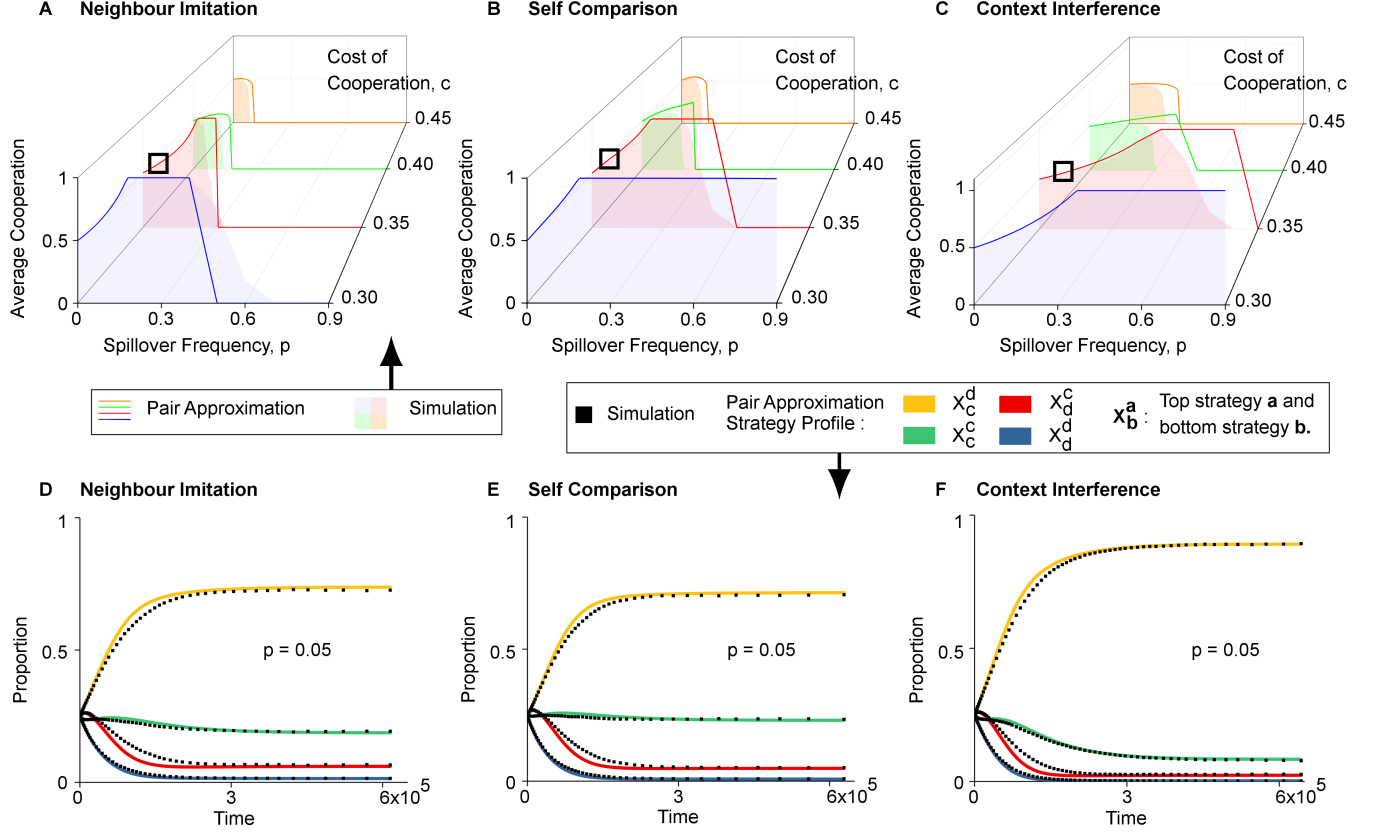 A Neighbour Imitation
B Self Comparison
C Context Interference
Cost of
Cooperation, c
0.45
0.40
0.35
0.30
Average Cooperation
1
0.5
0
0 0.3 0.6 0.9
Spillover Frequency, p
Cost of
Cooperation, c
0.45
0.40
0.35
0.30
Average Cooperation
1
0.5
0
0 0.3 0.6 0.9
Spillover Frequency, p
Cost of
Cooperation, c
0.45
0.40
0.35
0.30
Average Cooperation
1
0.5
0
0 0.3 0.6 0.9
Spillover Frequency, p
Pair Approximation Simulation
Simulation
Pair Approximation
Strategy Profile :
X d c
X c d
X c c
X d d
X a b :
Top strategy a and
bottom strategy b.
D Neighbour Imitation
E Self Comparison
F Context Interference
Proportion
1
0.5
0
p = 0.05
0 3 6x10 5
Time
Proportion
1
0.5
0
p = 0.05
0 3 6x10 5
Time
Proportion
1
0.5
0
p = 0.05
0 3 6x10 5
Time